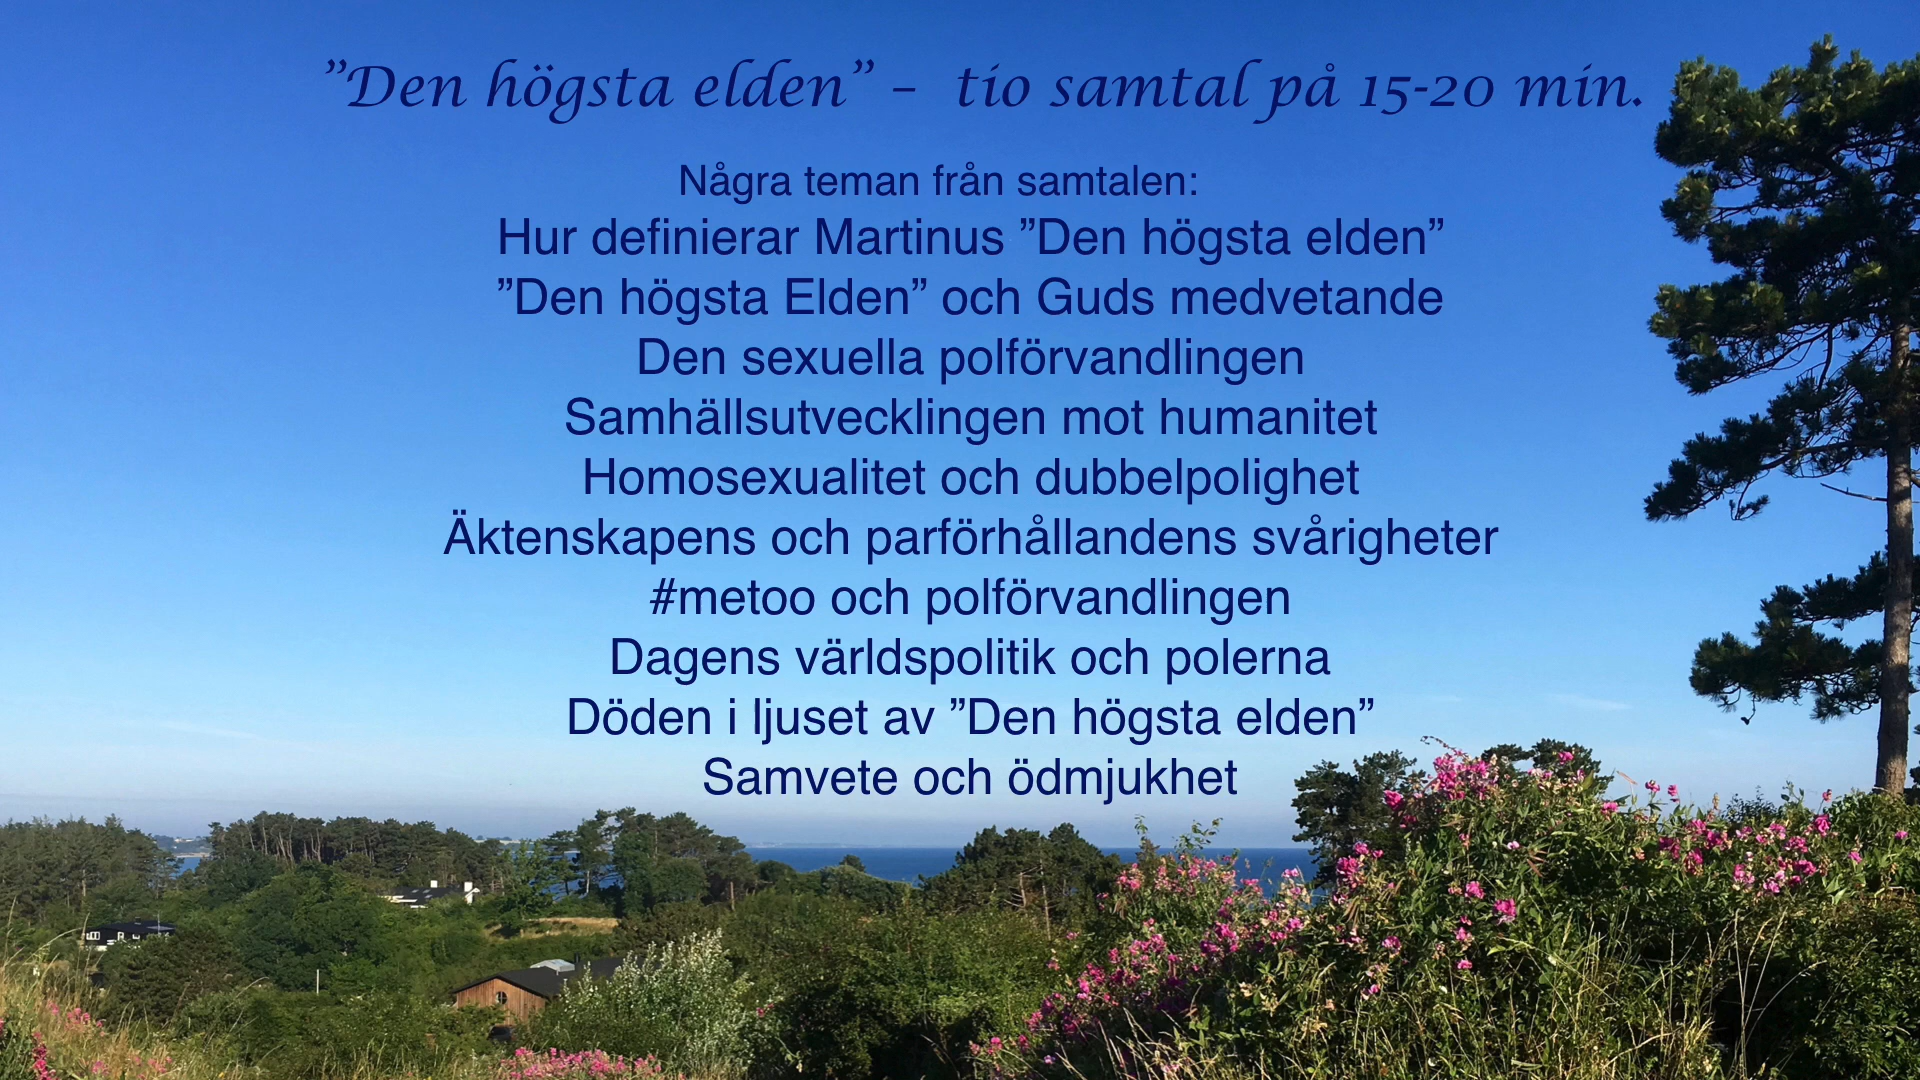 ”Den högsta elden” – tio samtal på 15-20 min.
Några teman från samtalen:
Hur definierar Martinus ”Den högsta elden”
”Den högsta Elden” och Guds medvetande
Den sexuella polförvandlingen
Samhällsutvecklingen mot humanitet
Homosexualitet och dubbelpolighet
Äktenskapens och parförhållandens svårigheter
#metoo och polförvandlingen
Dagens världspolitik och polerna
Döden i ljuset av ”Den högsta elden”
Samvete och ödmjukhet